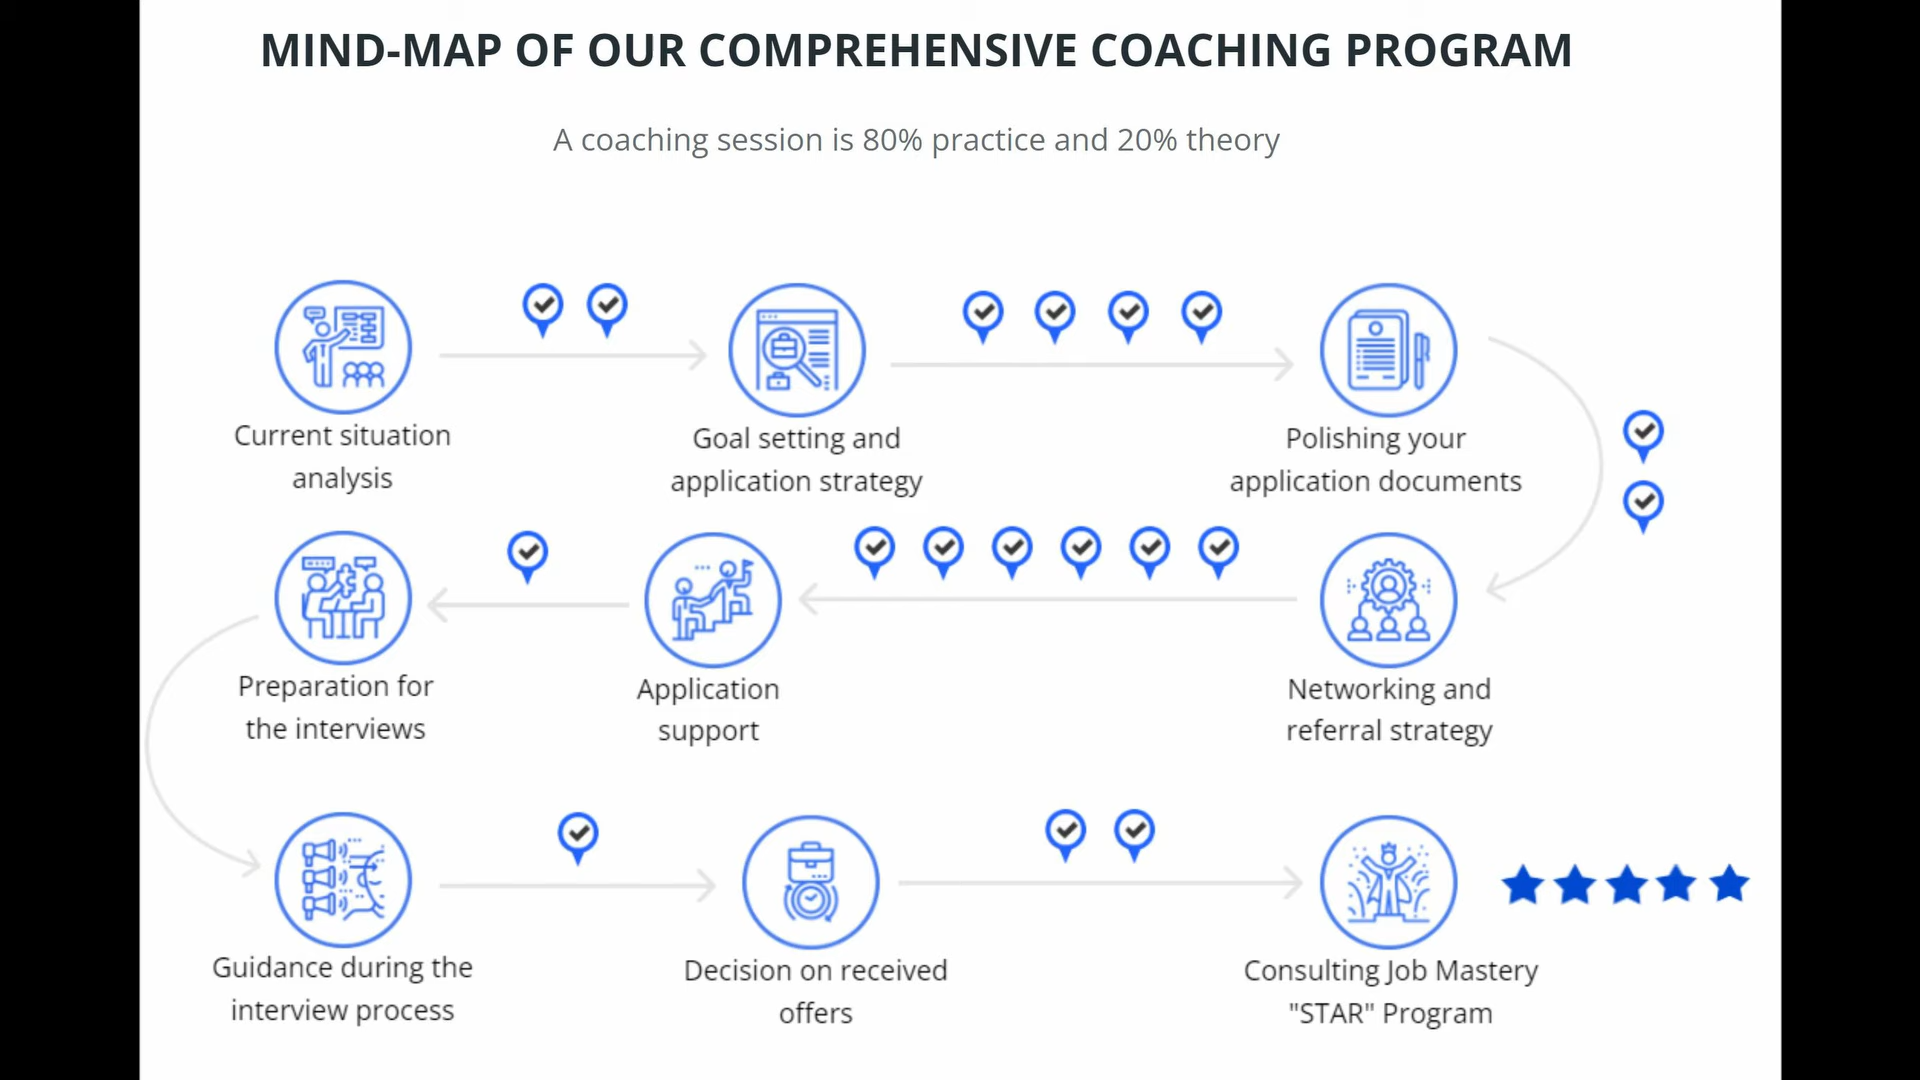 MIND-MAP OF OUR COMPREHENSIVE COACHING PROGRAM
A coaching session is 80% practice and 20% theory
Current situation
analysis
Goal setting and
application strategy
Polishing your
application documents
Preparation for
the interviews
Application
support
Networking and
referral strategy
Guidance during the
interview process
Decision on received
offers
Consulting Job Mastery
"STAR" Program